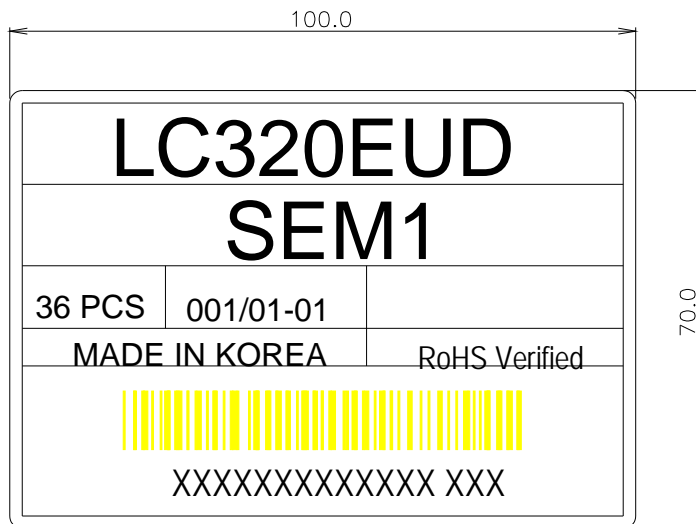 100.0
LC320EUD
SEM1
36 PCS 001/01-01
MADE IN KOREA RoHS Verified
XXXXXXXXXXXXX XXX
70.0